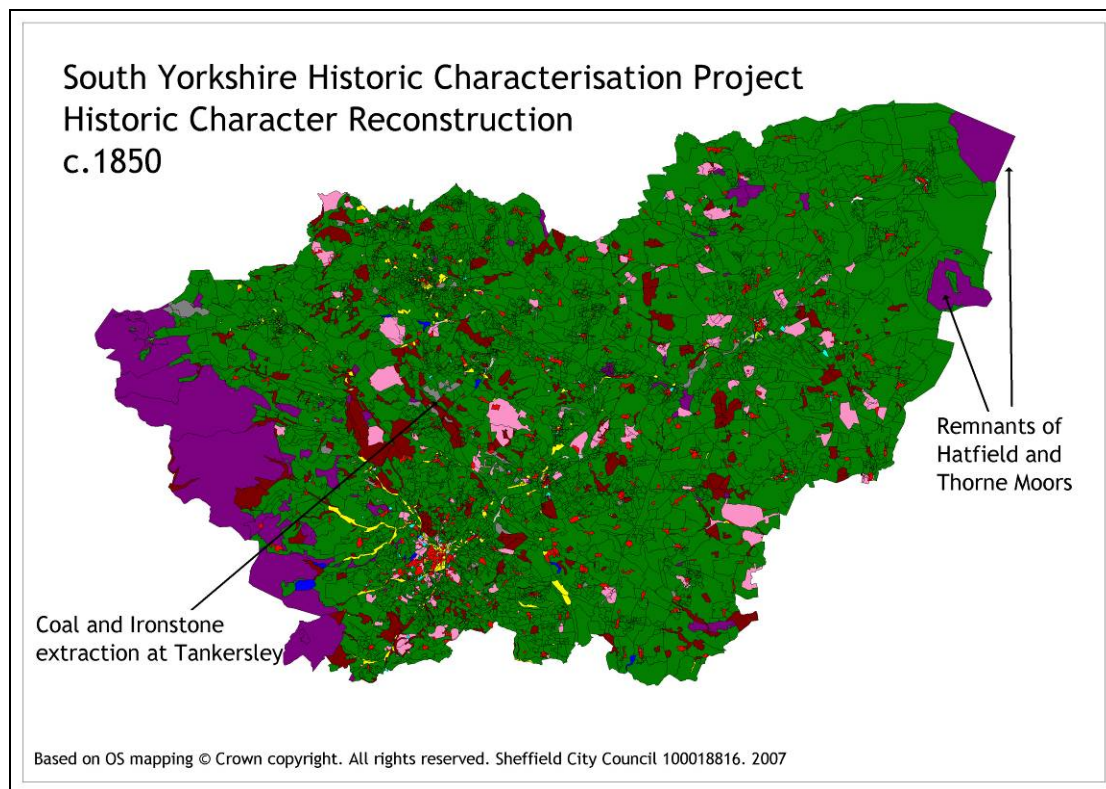 South Yorkshire Historic Characterisation Project
Historic Character Reconstruction
c.1850
Remnants of
Hatfield and
Thorne Moors
Coal and Ironstone
extraction at Tankersley
Based on OS mapping © Crown copyright. All rights reserved. Sheffield City Council 100018816. 2007